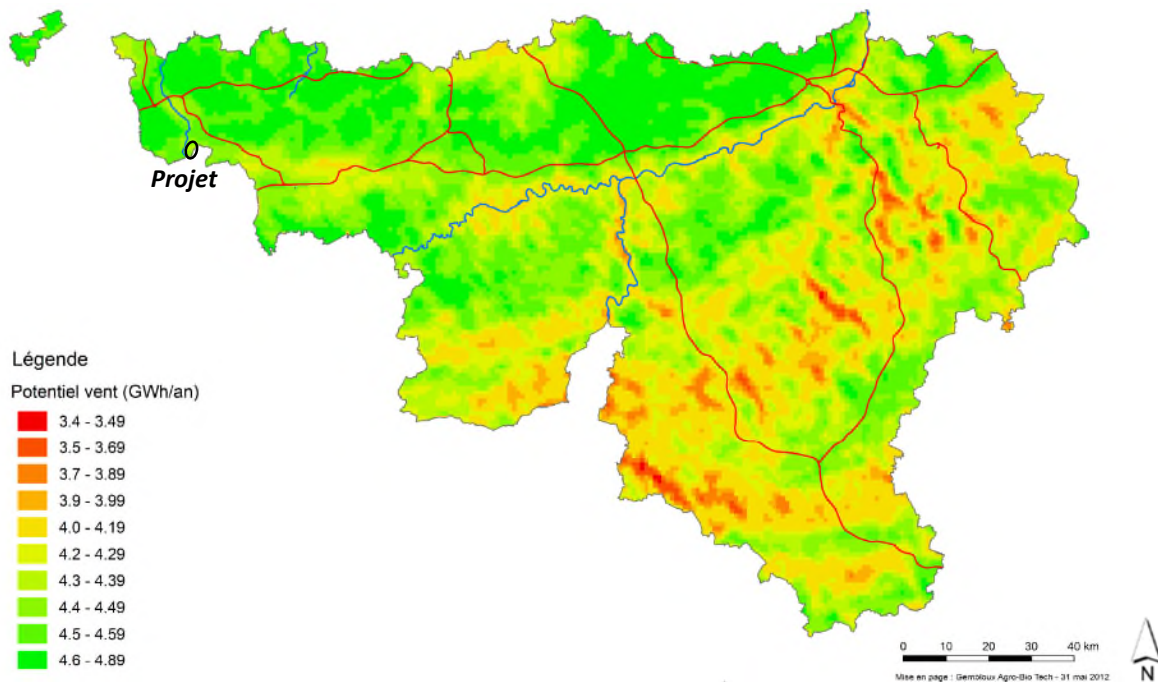 Projet
Légende
Potentiel vent (GWh/an)
3.4 - 3.49
3.5 - 3.69
3.7 - 3.89
3.9 - 3.99
4.0 - 4.19
4.2 - 4.29
4.3 - 4.39
4.4 - 4.49
4.5 - 4.59
4.6 - 4.89
0 10 20 30 40 km
Mise en page : Gembloux Agro-Bio Tech - 31 mai 2012
N